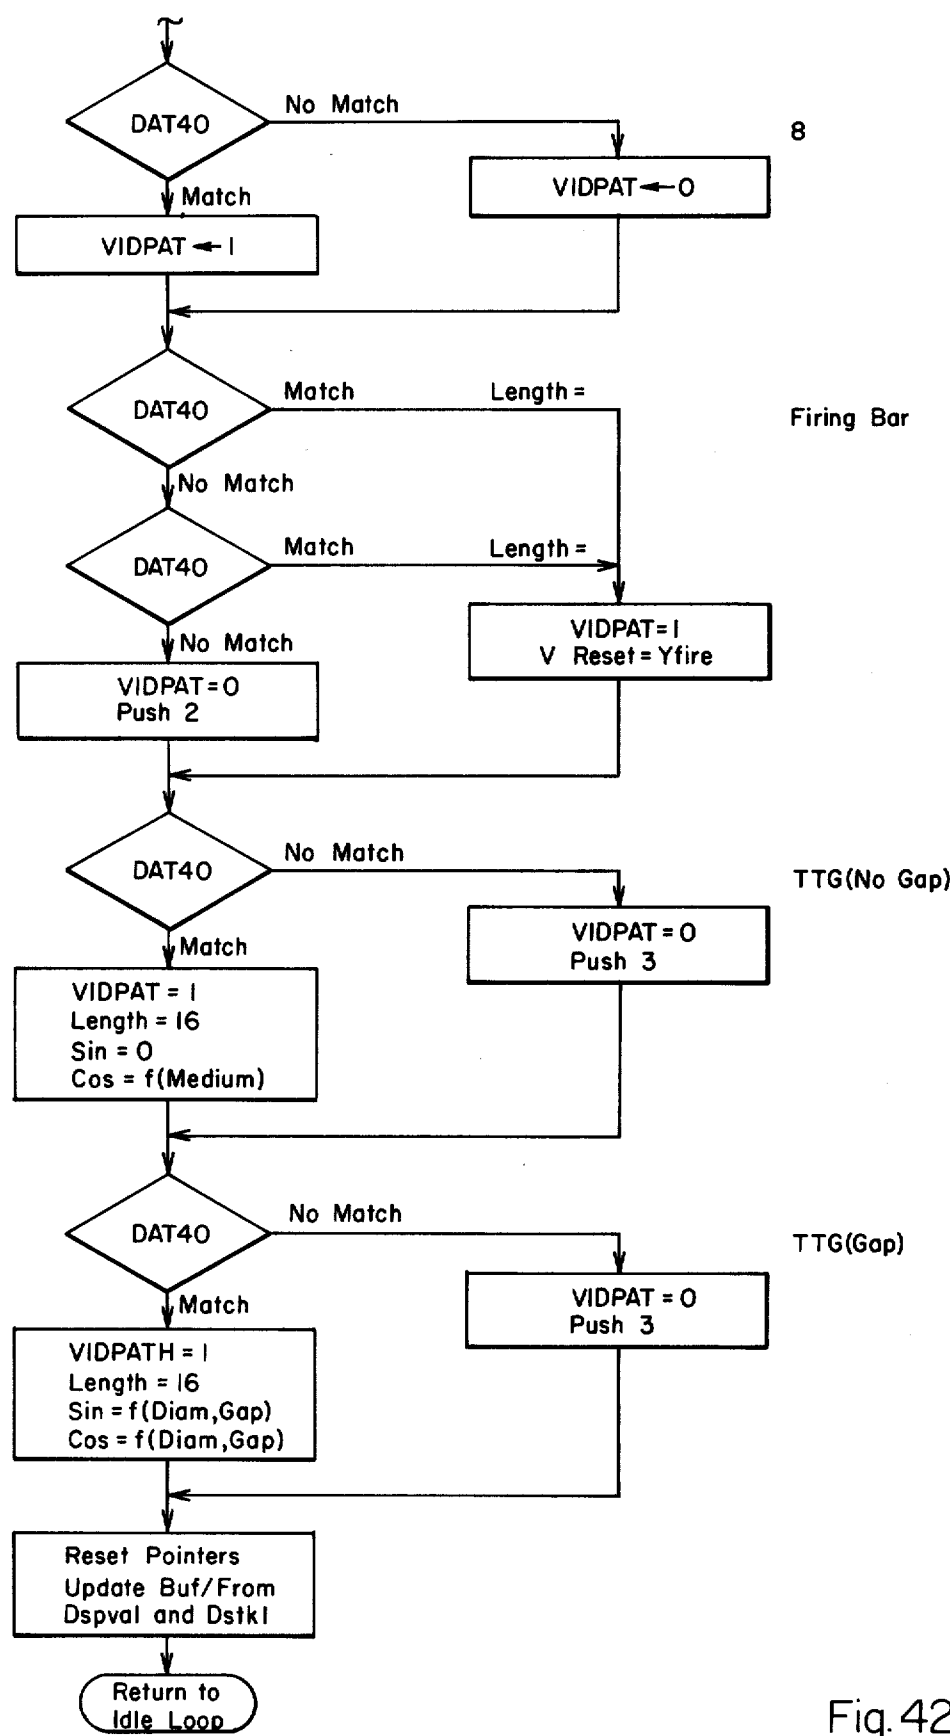 DAT40
No Match
8
VIDPAT←0
Match
VIDPAT←1
DAT40
Match
Length =
Firing Bar
No Match
DAT40
Match
Length =
VIDPAT=1
V Reset=Yfire
No Match
VIDPAT=0
Push 2
DAT40
No Match
TTG(No Gap)
VIDPAT=0
Push 3
Match
VIDPAT = 1
Length = 16
Sin = 0
Cos = f(Medium)
DAT40
No Match
TTG(Gap)
VIDPAT = 0
Push 3
Match
VIDPATH = 1
Length = 16
Sin = f(Diam,Gap)
Cos = f(Diam,Gap)
Reset Pointers
Update Buf/From
Dspval and Dstk1
Return to
Idle Loop
Fig. 42